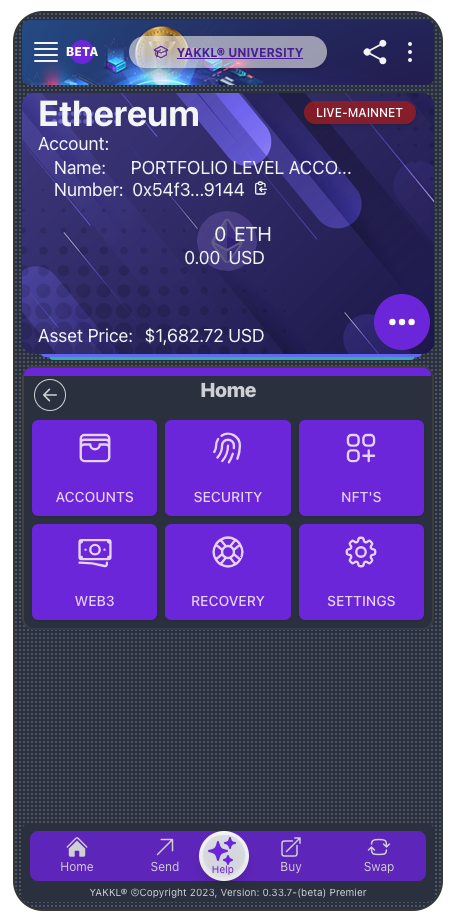 BETA
YAKKL® UNIVERSITY
Ethereum
LIVE-MAINNET
Account:
Name: PORTFOLIO LEVEL ACCO...
Number: 0x54f3...9144
0 ETH
0.00 USD
Asset Price: $1,682.72 USD
Home
ACCOUNTS SECURITY NFT'S
WEB3 RECOVERY SETTINGS
Home Send Help Buy Swap
YAKKL® ©Copyright 2023, Version: 0.33.7-(beta) Premier